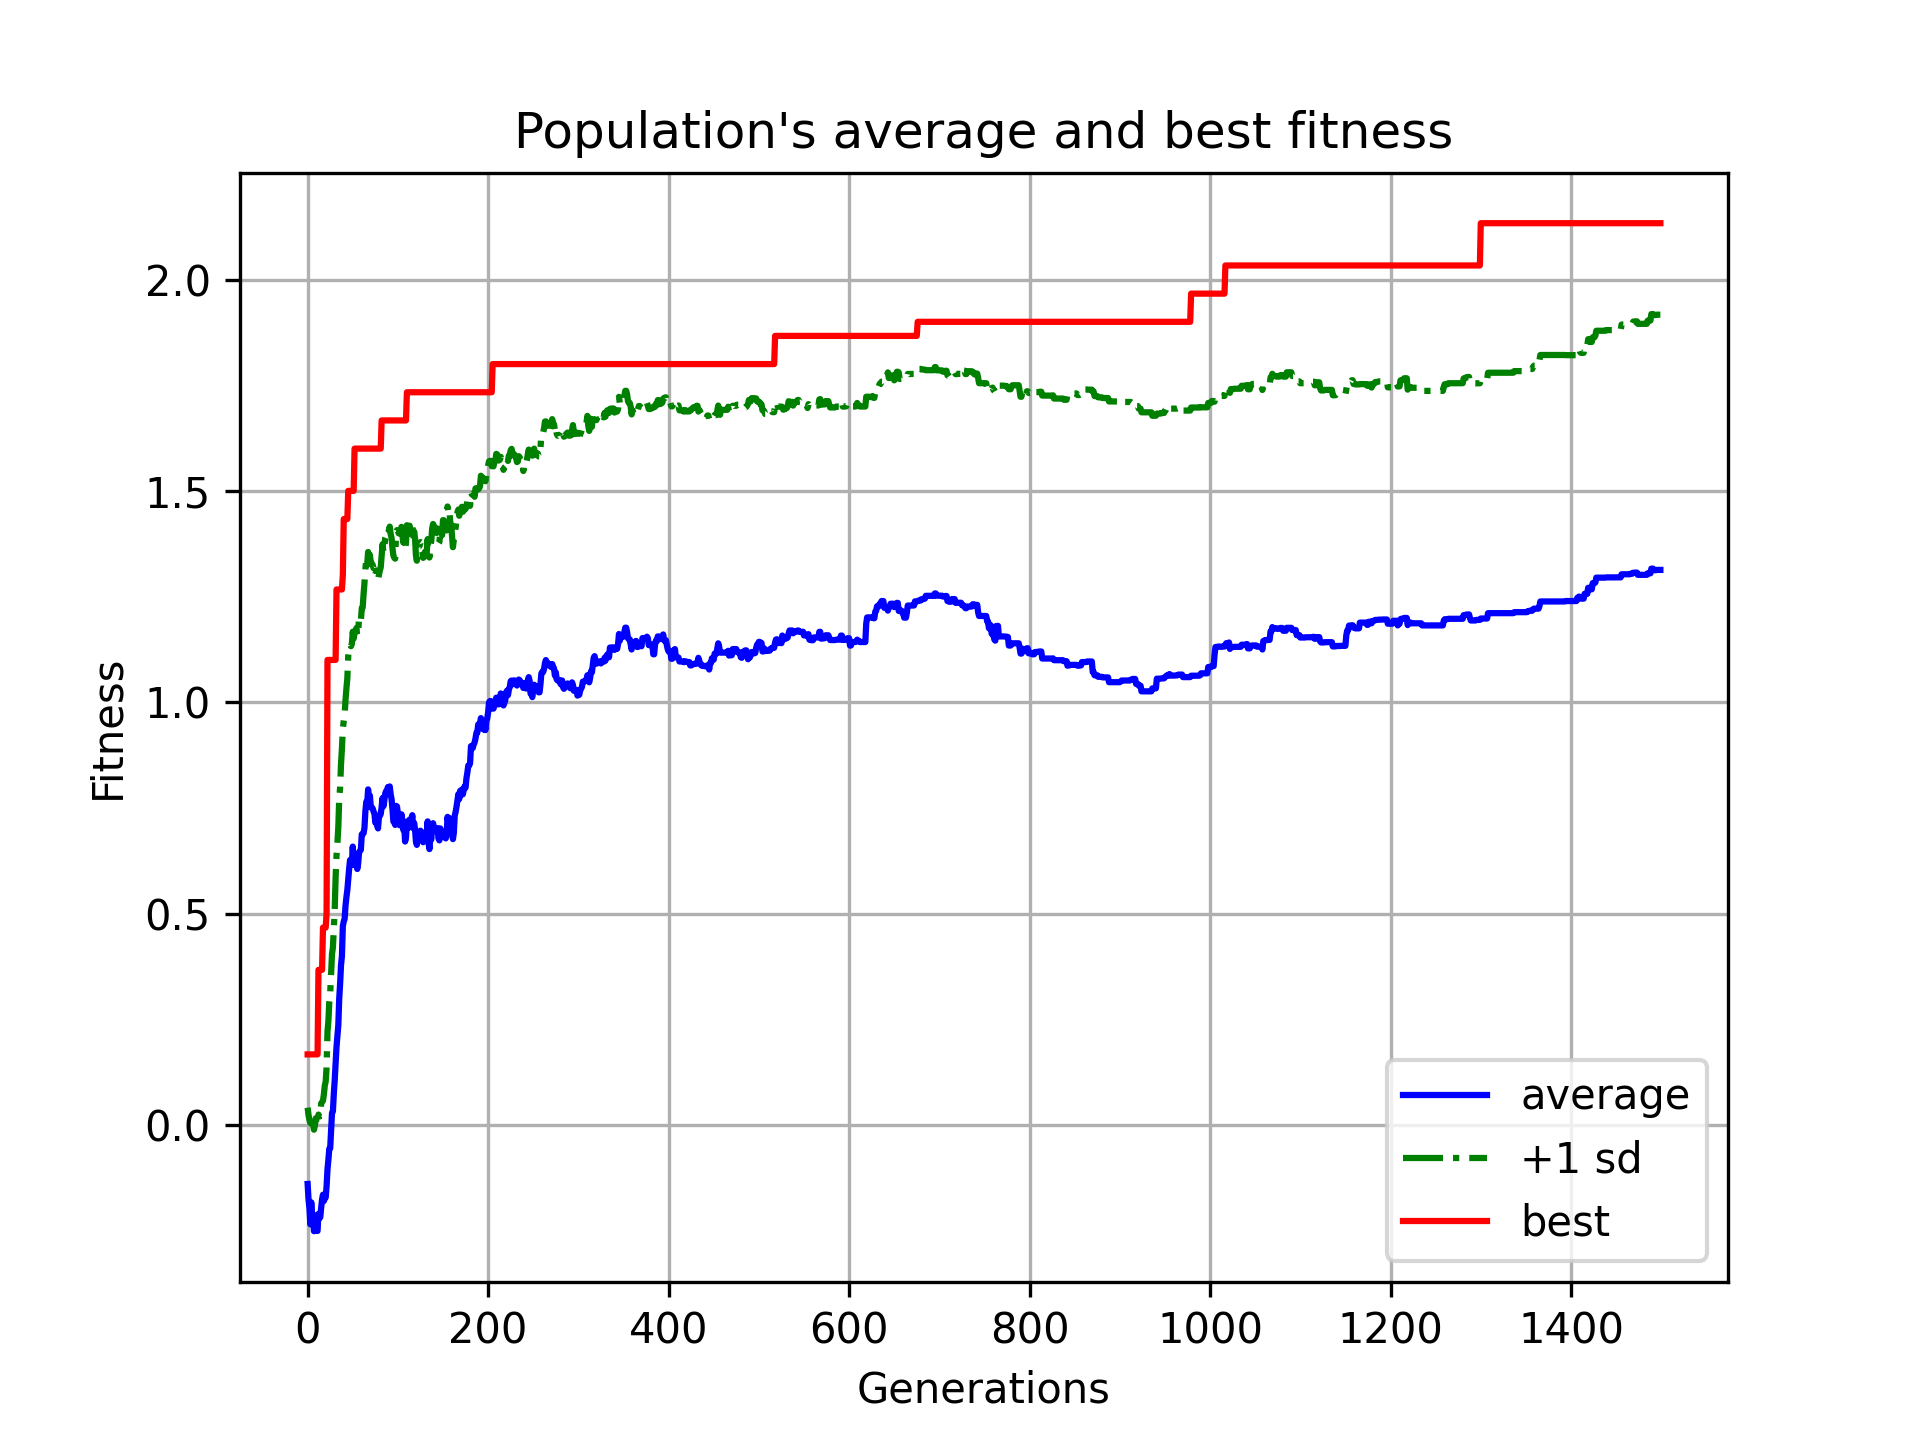 Population's average and best fitness
Fitness
2.0
1.5
1.0
0.5
0.0
0 200 400 600 800 1000 1200 1400
Generations
average
+1 sd
best